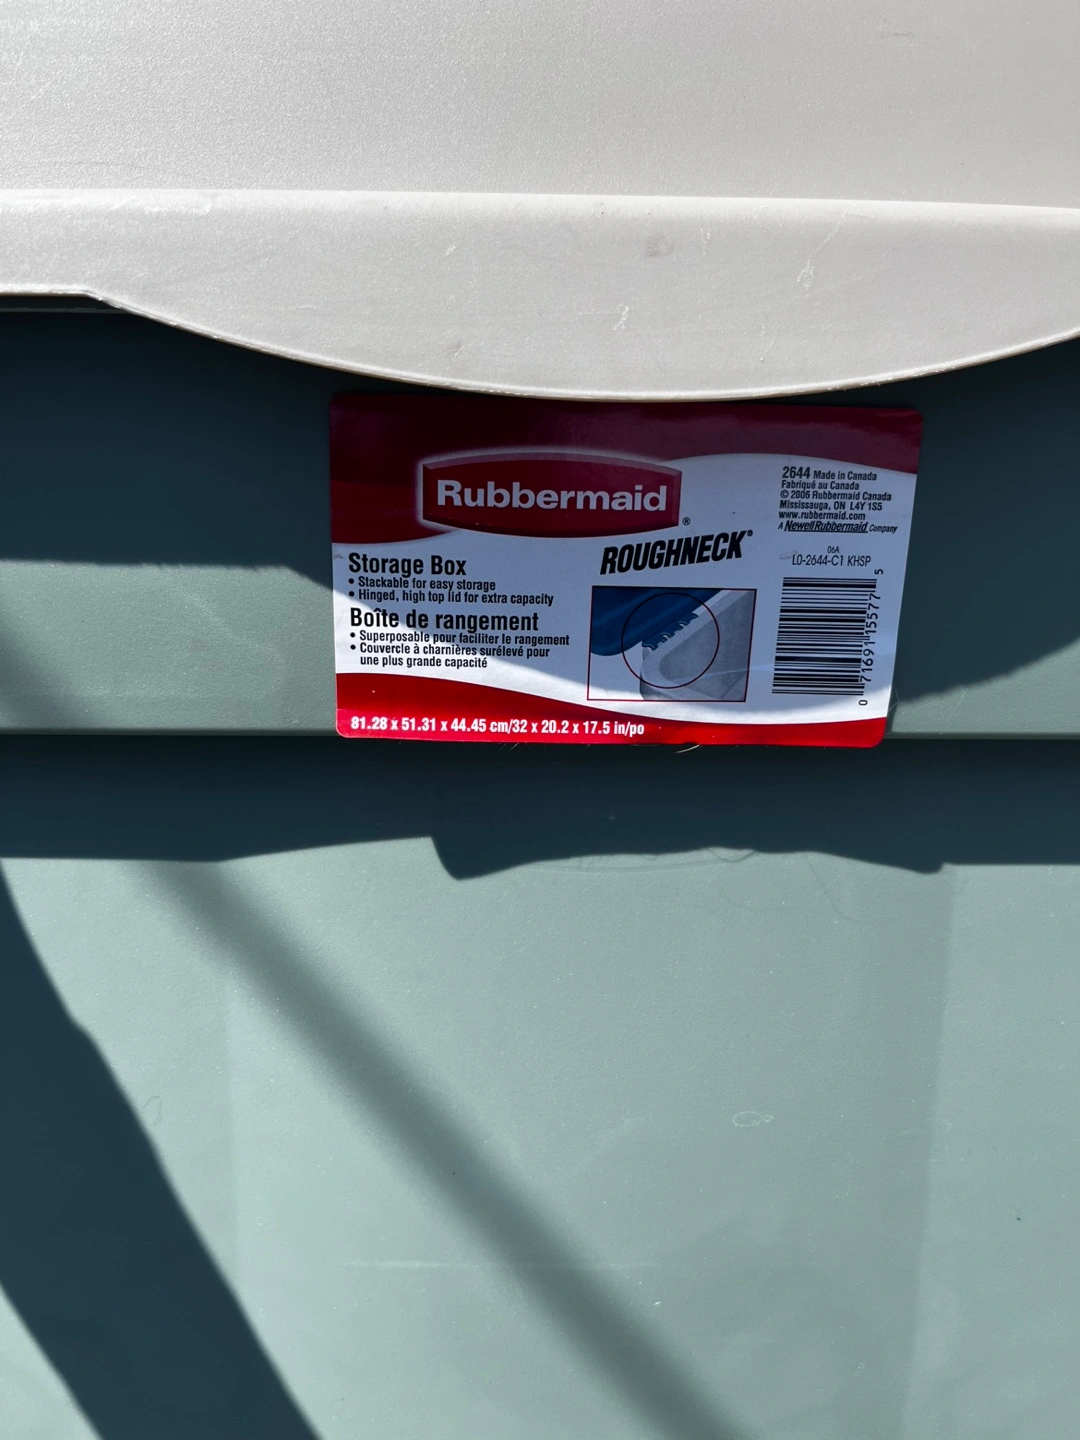 Rubbermaid®
2644 Made in Canada
Fabriqué au Canada
© 2006 Rubbermaid Canada
Mississauga, ON L4Y 1S5
www.rubbermaid.com
A NewellRubbermaid Company
ROUGHNECK®
06A
L0-2644-C1 KHSP
Storage Box
• Stackable for easy storage
• Hinged, high top lid for extra capacity
Boîte de rangement
• Superposable pour faciliter le rangement
• Couvercle à charnières surélevé pour
une plus grande capacité
0 71691 15577 5
81.28 x 51.31 x 44.45 cm/32 x 20.2 x 17.5 in/po